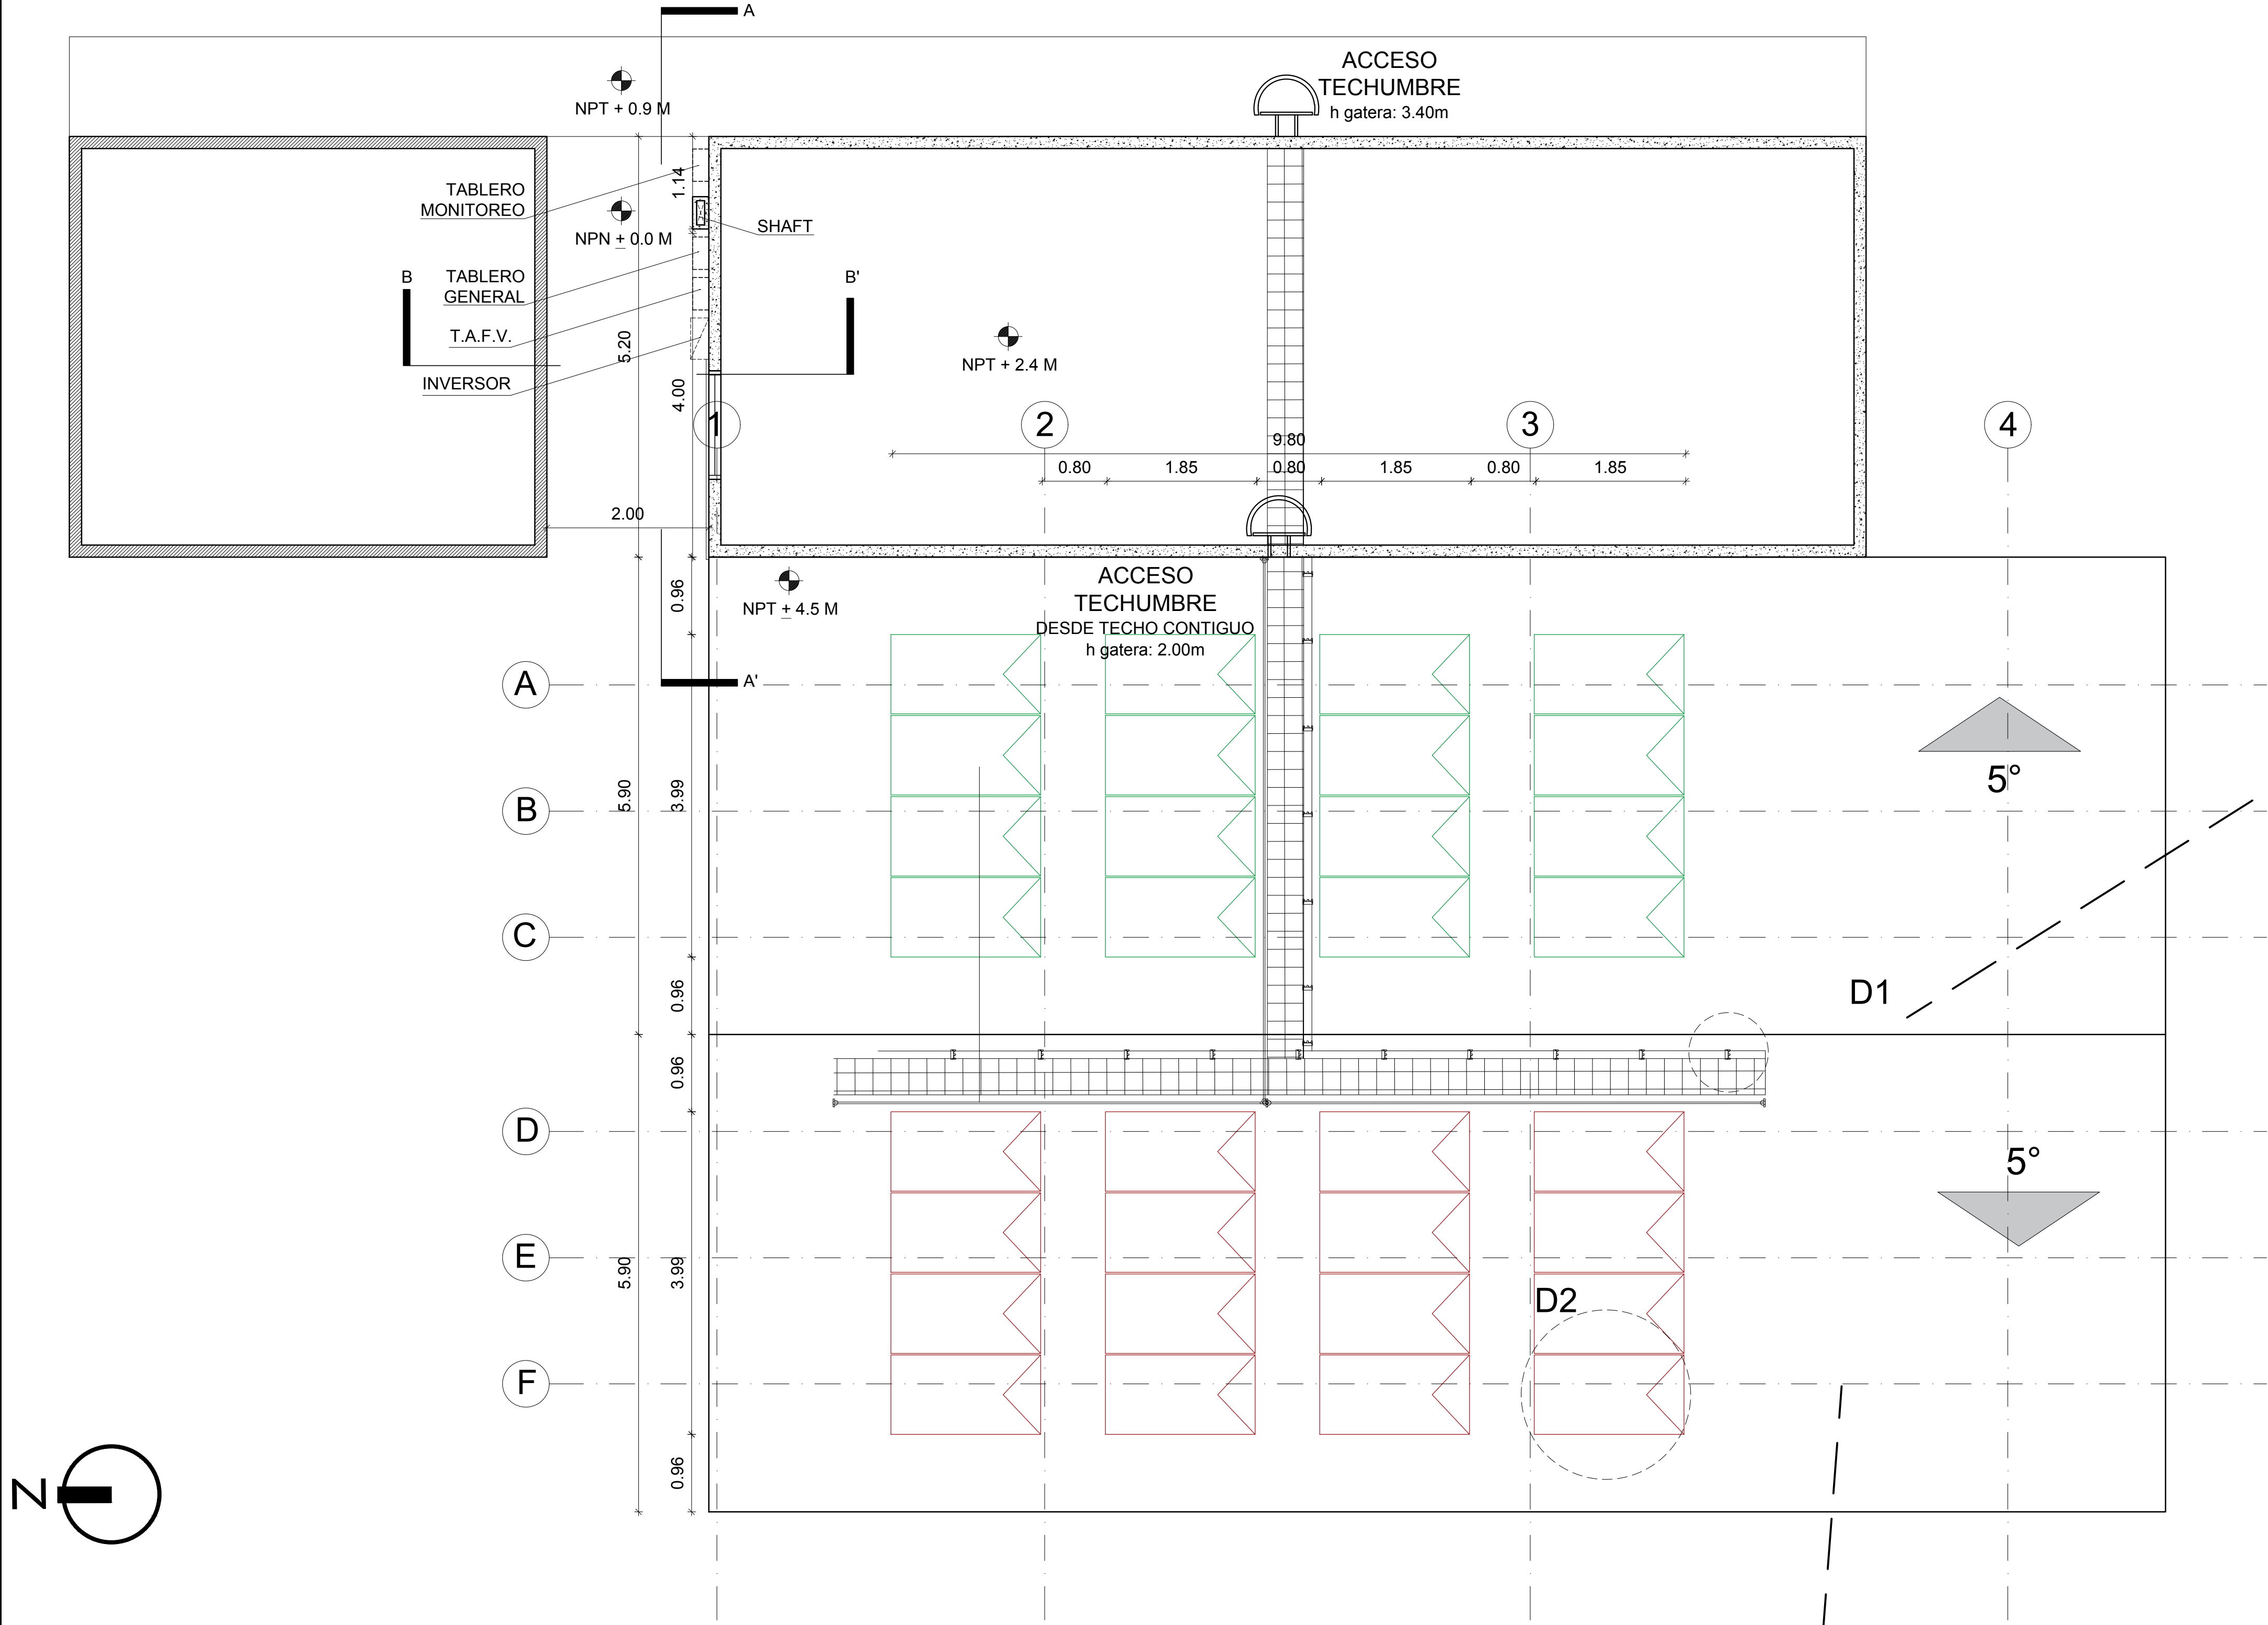 A
ACCESO
TECHUMBRE
h gatera: 3.40m
NPT + 0.9 M
TABLERO
MONITOREO
1.14
SHAFT
NPN + 0.0 M
B
TABLERO
GENERAL
B'
T.A.F.V.
5.20
NPT + 2.4 M
INVERSOR
4.00
1
2
3
4
9.80
0.80
1.85
0.80
1.85
0.80
1.85
2.00
ACCESO
TECHUMBRE
DESDE TECHO CONTIGUO
h gatera: 2.00m
0.96
NPT + 4.5 M
A
A'
5°
B
5.90
3.99
C
0.96
D1
0.96
D
5°
E
5.90
3.99
D2
F
0.96
N